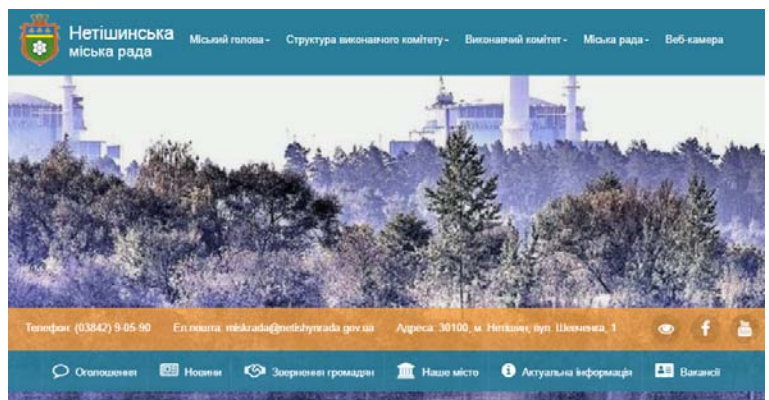 Нетішинська
міська рада
Міський голова Структура виконавчого комітету Виконавчий комітет Міська рада Веб-камера
Телефон: (03842) 9-05-90 Ел.пошта: miskrada@netishynrada.gov.ua Адреса: 30100, м. Нетішин, вул. Шевченка, 1
Оголошення Новини Звернення громадян Наше місто Актуальна інформація Вакансії